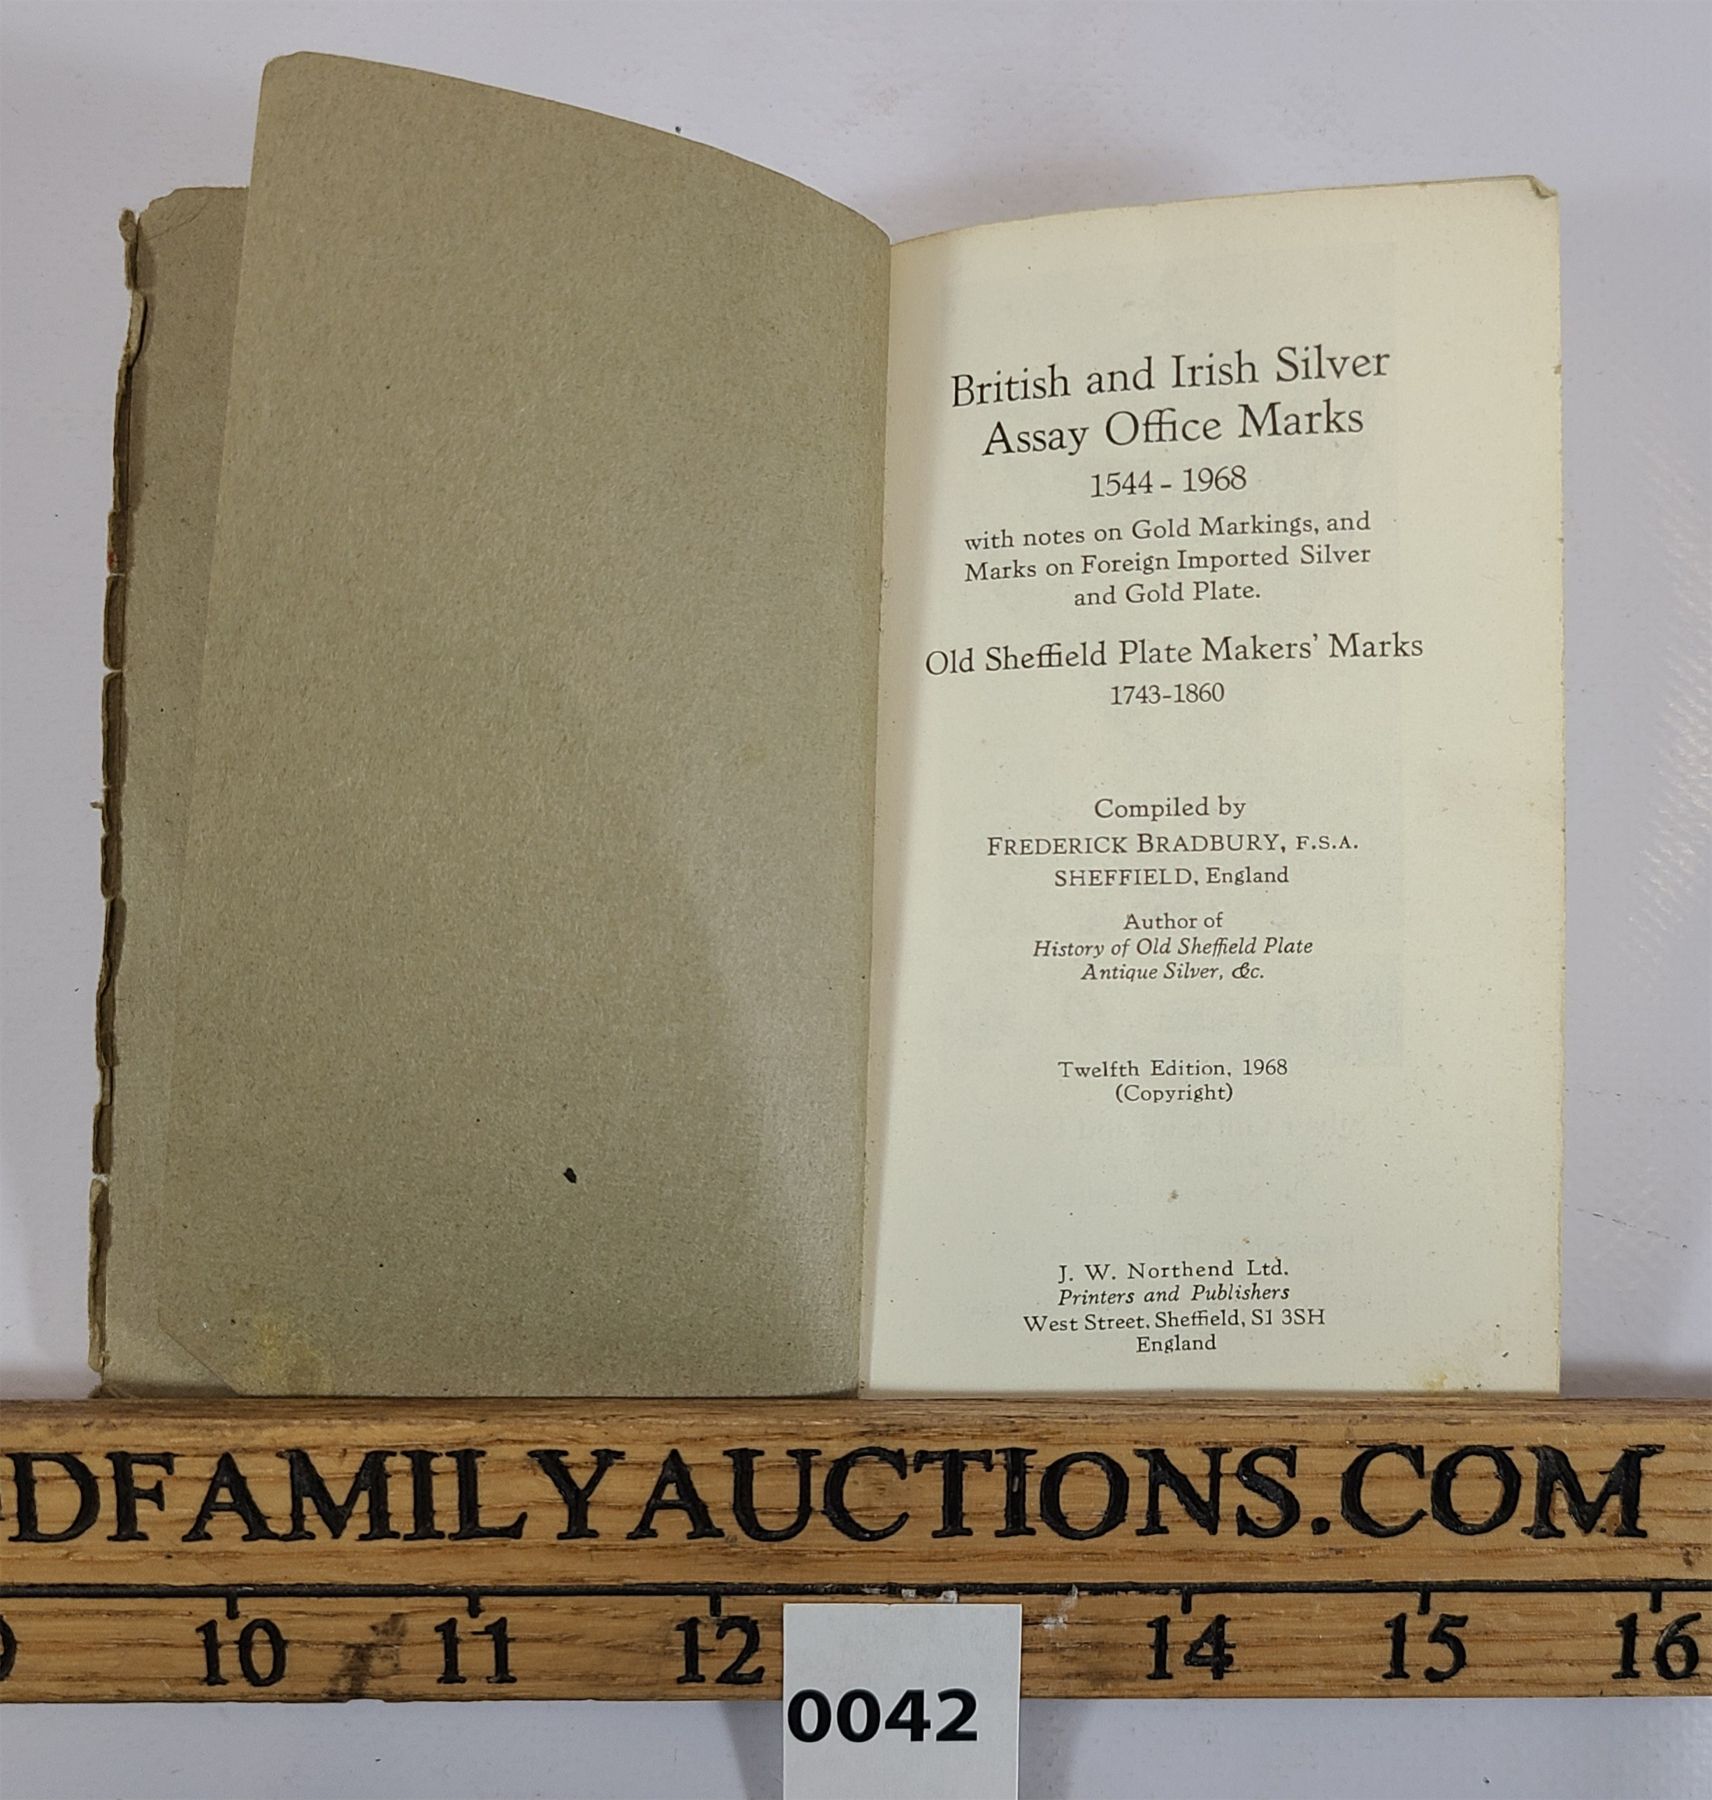 British and Irish Silver
Assay Office Marks
1544 - 1968
with notes on Gold Markings, and
Marks on Foreign Imported Silver
and Gold Plate.
Old Sheffield Plate Makers' Marks
1743-1860
Compiled by
FREDERICK BRADBURY, F.S.A.
SHEFFIELD, England
Author of
History of Old Sheffield Plate
Antique Silver, &c.
Twelfth Edition, 1968
(Copyright)
J. W. Northend Ltd.
Printers and Publishers
West Street, Sheffield, S1 3SH
England
DFAMILYAUCTIONS.COM
10 11 12 14 15 16
0042